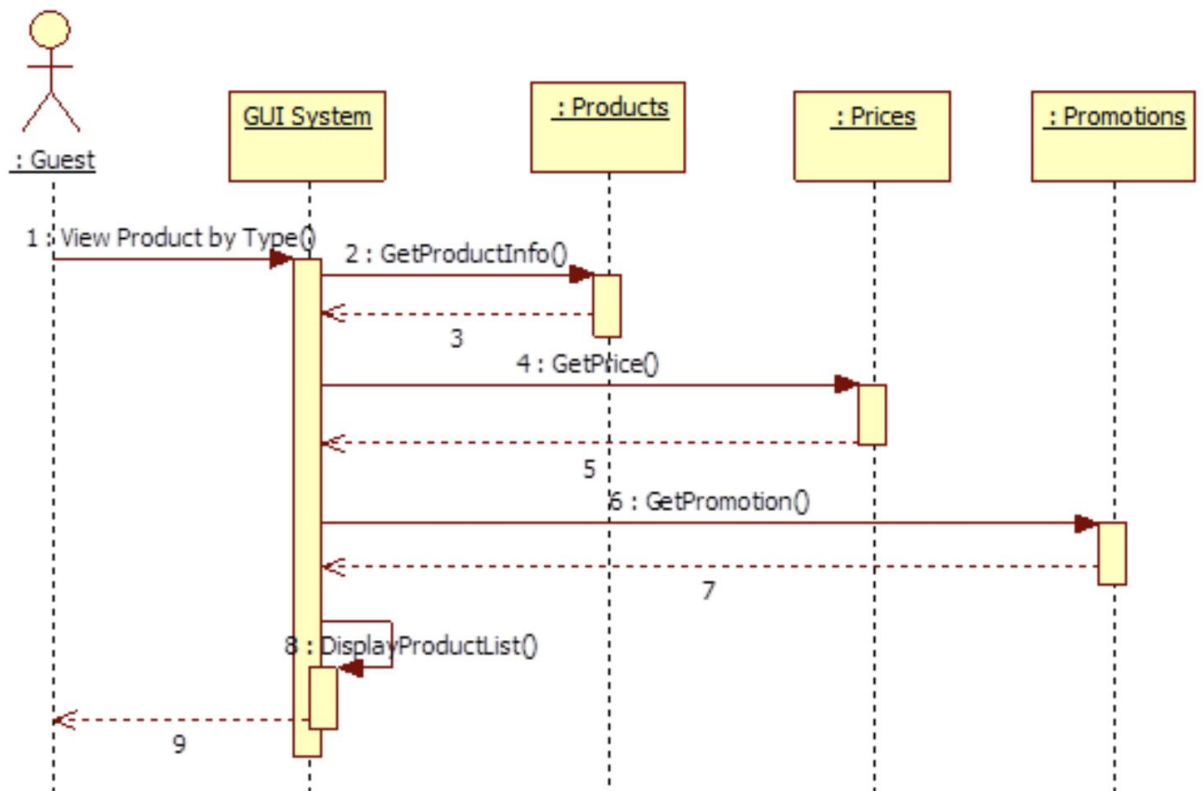 : Guest
GUI System
: Products
: Prices
: Promotions
1 : View Product by Type()
2 : GetProductInfo()
3
4 : GetPrice()
5
6 : GetPromotion()
7
8 : DisplayProductList()
9